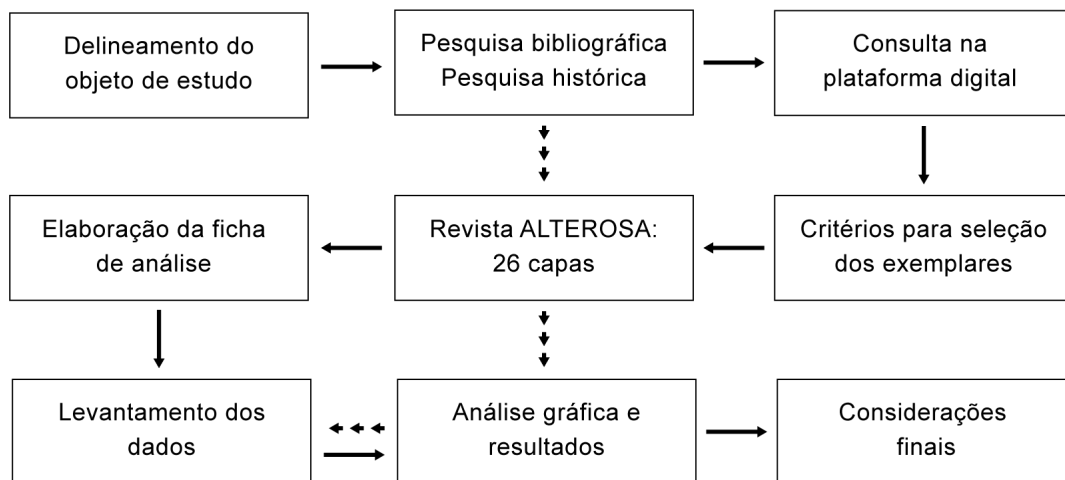 Delineamento do
objeto de estudo
Pesquisa bibliográfica
Pesquisa histórica
Consulta na
plataforma digital
Elaboração da ficha
de análise
Revista ALTEROSA:
26 capas
Critérios para seleção
dos exemplares
Levantamento dos
dados
Análise gráfica e
resultados
Considerações
finais